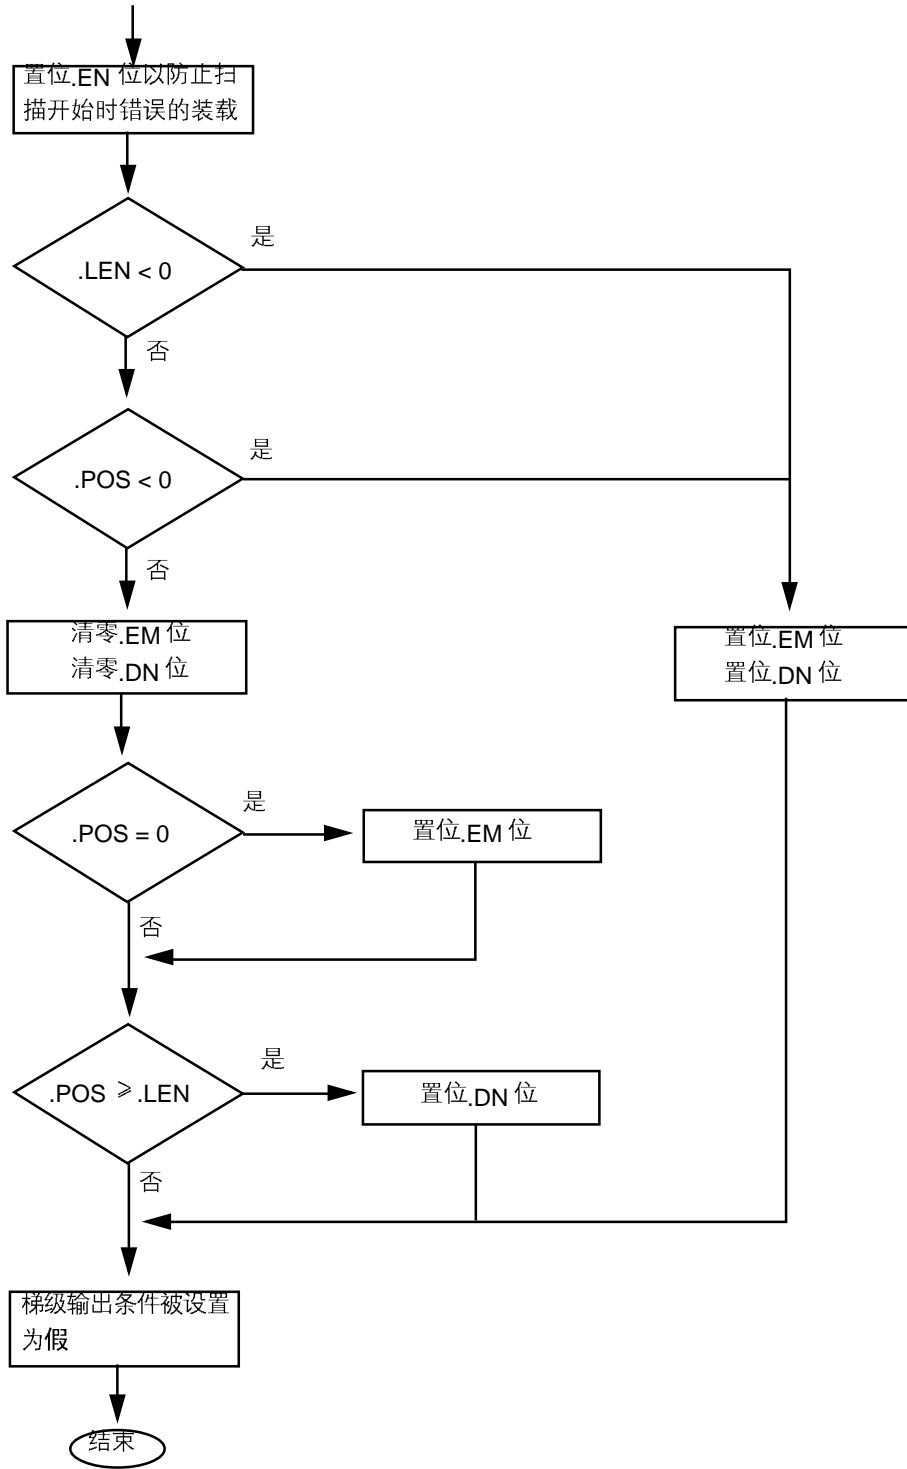 置位.EN 位以防止扫
描开始时错误的装载
是
.LEN < 0
否
是
.POS < 0
否
清零.EM 位
清零.DN 位
置位.EM 位
置位.DN 位
是
.POS = 0
置位.EM 位
否
是
.POS ⩾ .LEN
置位.DN 位
否
梯级输出条件被设置
为假
结束